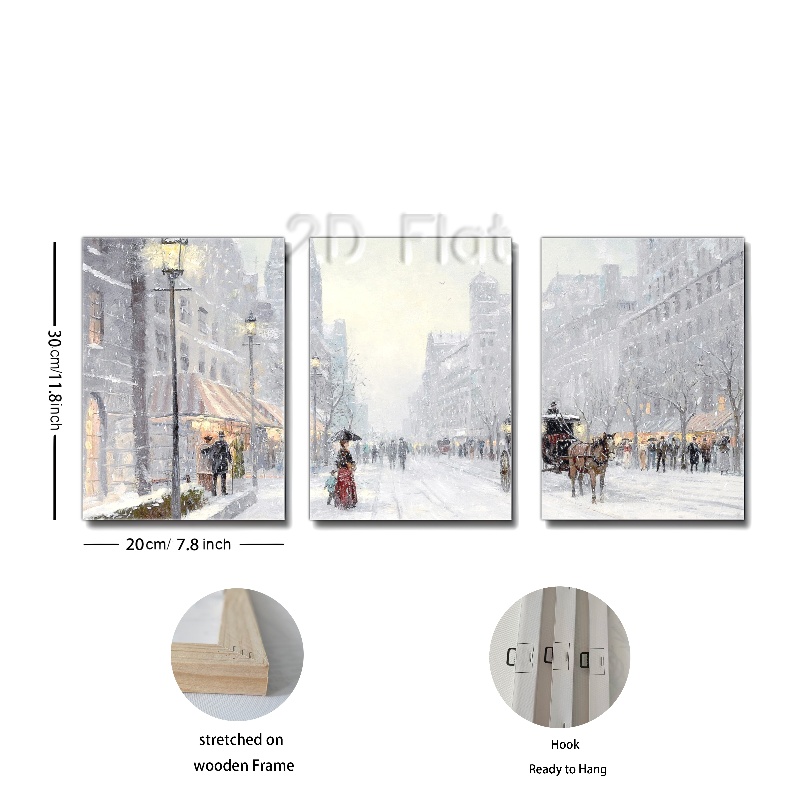 2D Flat
30cm/11.8inch
20cm/ 7.8 inch
stretched on
wooden Frame
Hook
Ready to Hang